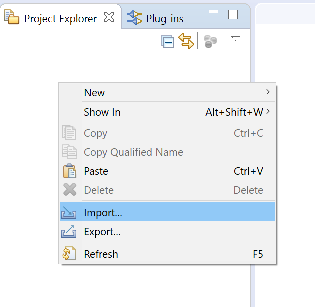 Project Explorer Plug-ins
New
Show In Alt+Shift+W
Copy Ctrl+C
Copy Qualified Name
Paste Ctrl+V
Delete Delete
Import...
Export...
Refresh F5